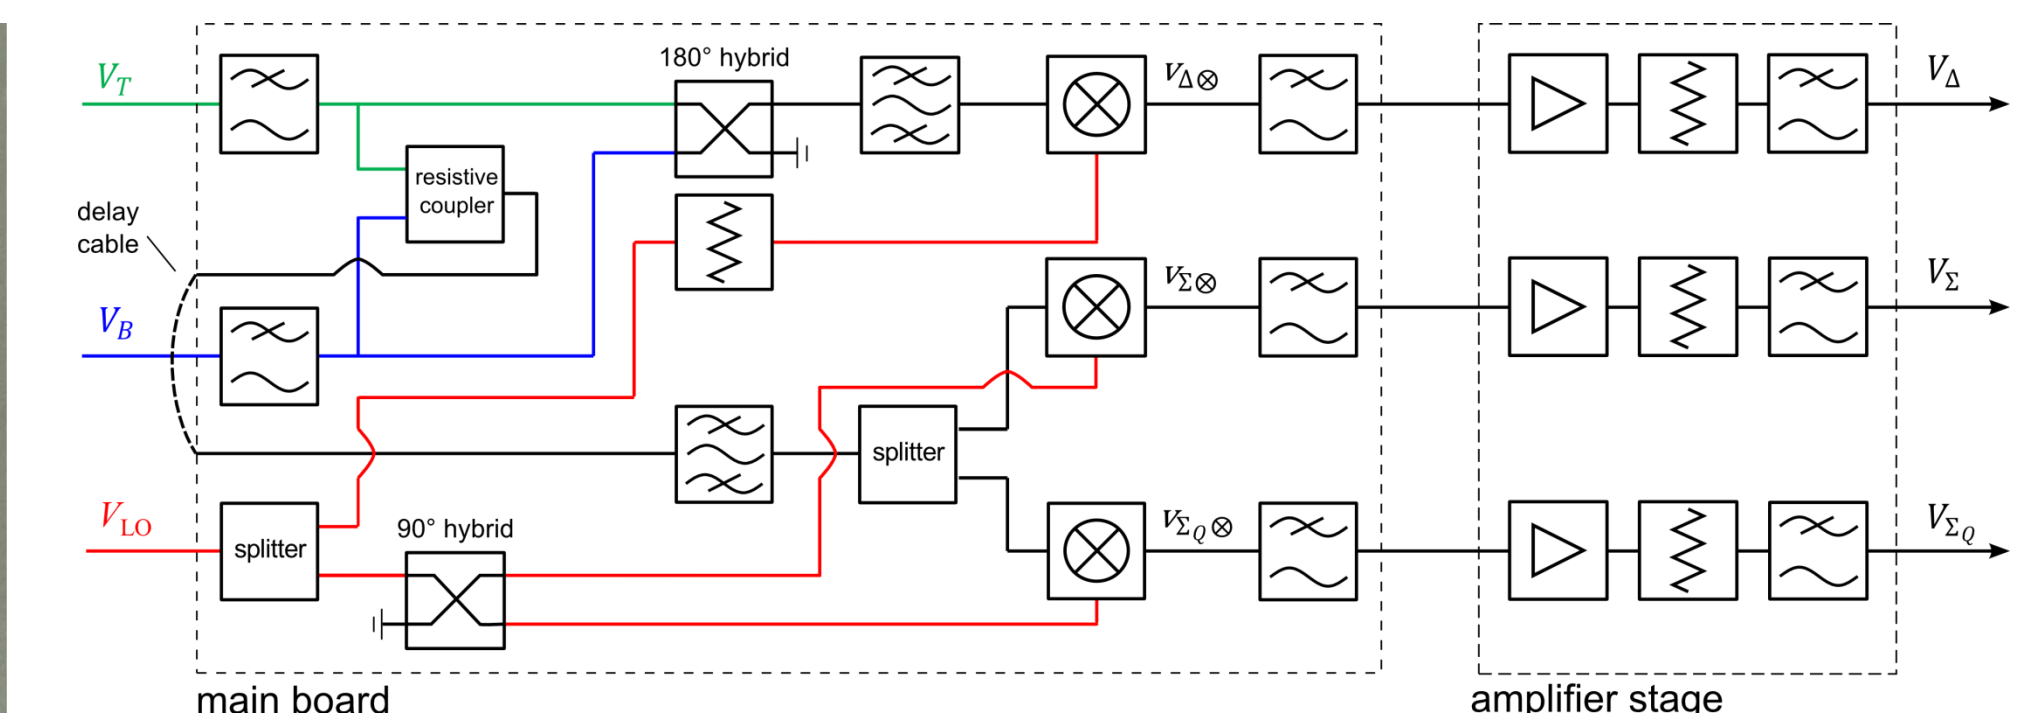 180° hybrid
V_T
v_Δ⊗
V_Δ
resistive
coupler
delay
cable
v_Σ⊗
V_Σ
V_B
splitter
V_LO
90° hybrid
v_Σ_Q⊗
V_Σ_Q
splitter
main board
amplifier stage